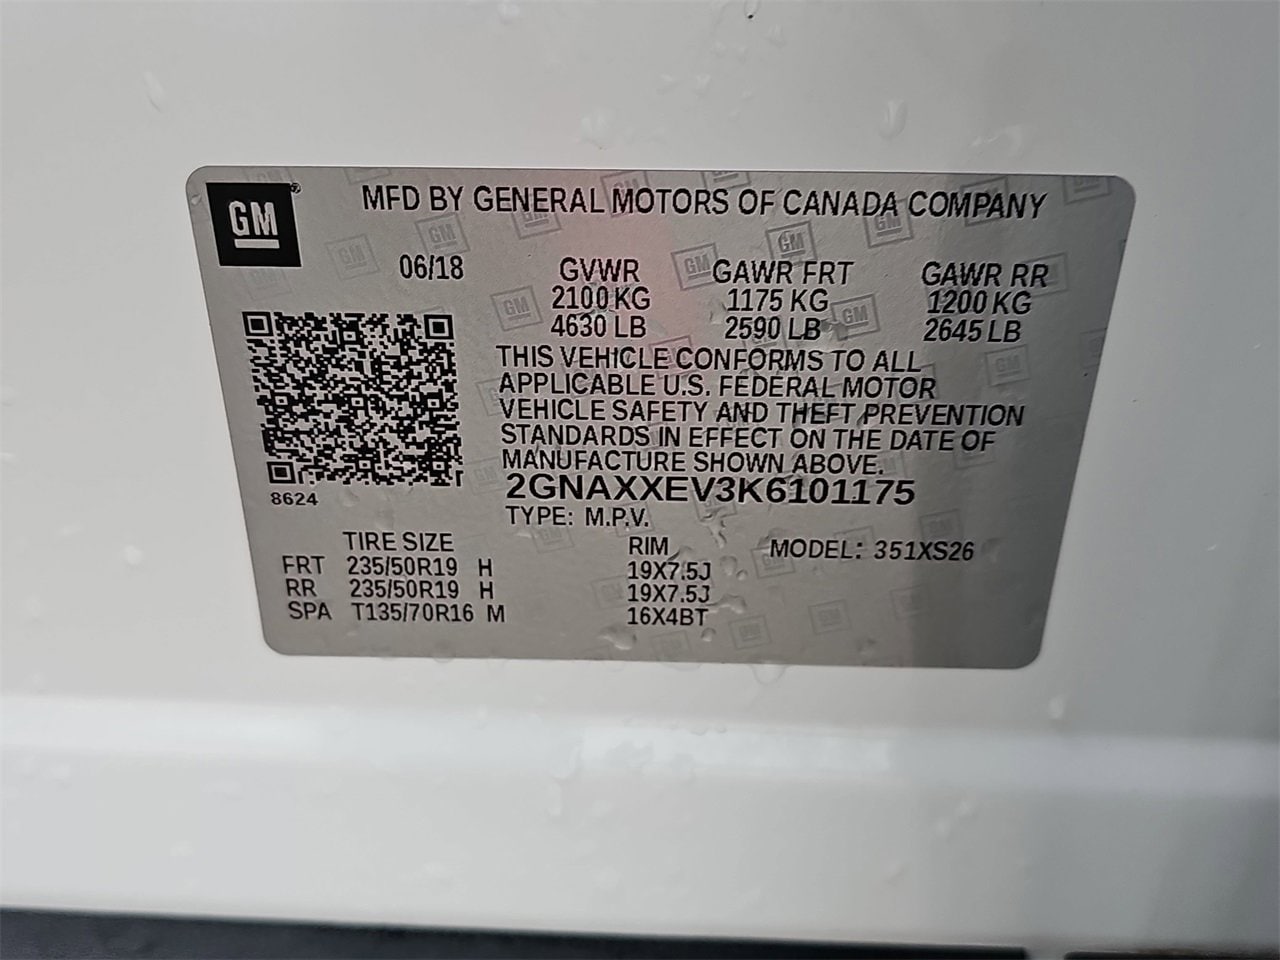 GM®
MFD BY GENERAL MOTORS OF CANADA COMPANY
06/18
GVWR GAWR FRT GAWR RR
2100 KG 1175 KG 1200 KG
4630 LB 2590 LB 2645 LB
THIS VEHICLE CONFORMS TO ALL
APPLICABLE U.S. FEDERAL MOTOR
VEHICLE SAFETY AND THEFT PREVENTION
STANDARDS IN EFFECT ON THE DATE OF
MANUFACTURE SHOWN ABOVE.
8624
2GNAXXEV3K6101175
TYPE: M.P.V.
TIRE SIZE RIM MODEL: 351XS26
FRT 235/50R19 H 19X7.5J
RR 235/50R19 H 19X7.5J
SPA T135/70R16 M 16X4BT